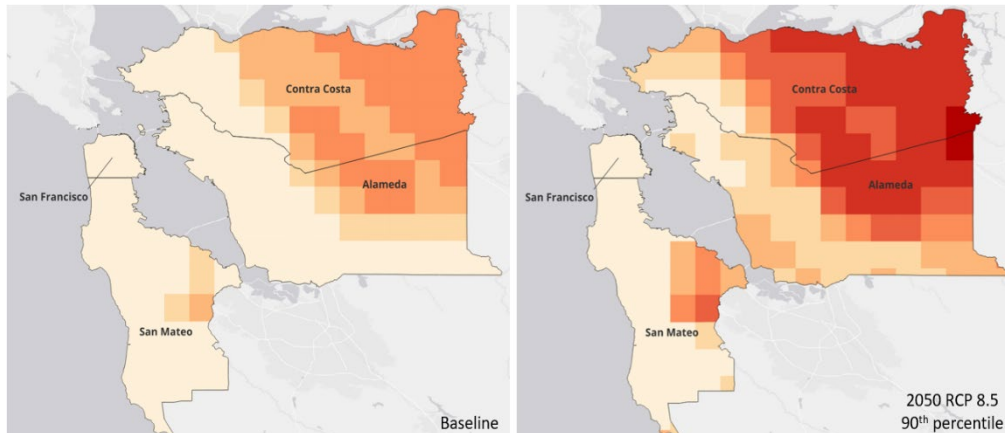 Contra Costa
Alameda
San Francisco
San Mateo
Baseline
Contra Costa
Alameda
San Francisco
San Mateo
2050 RCP 8.5
90th percentile